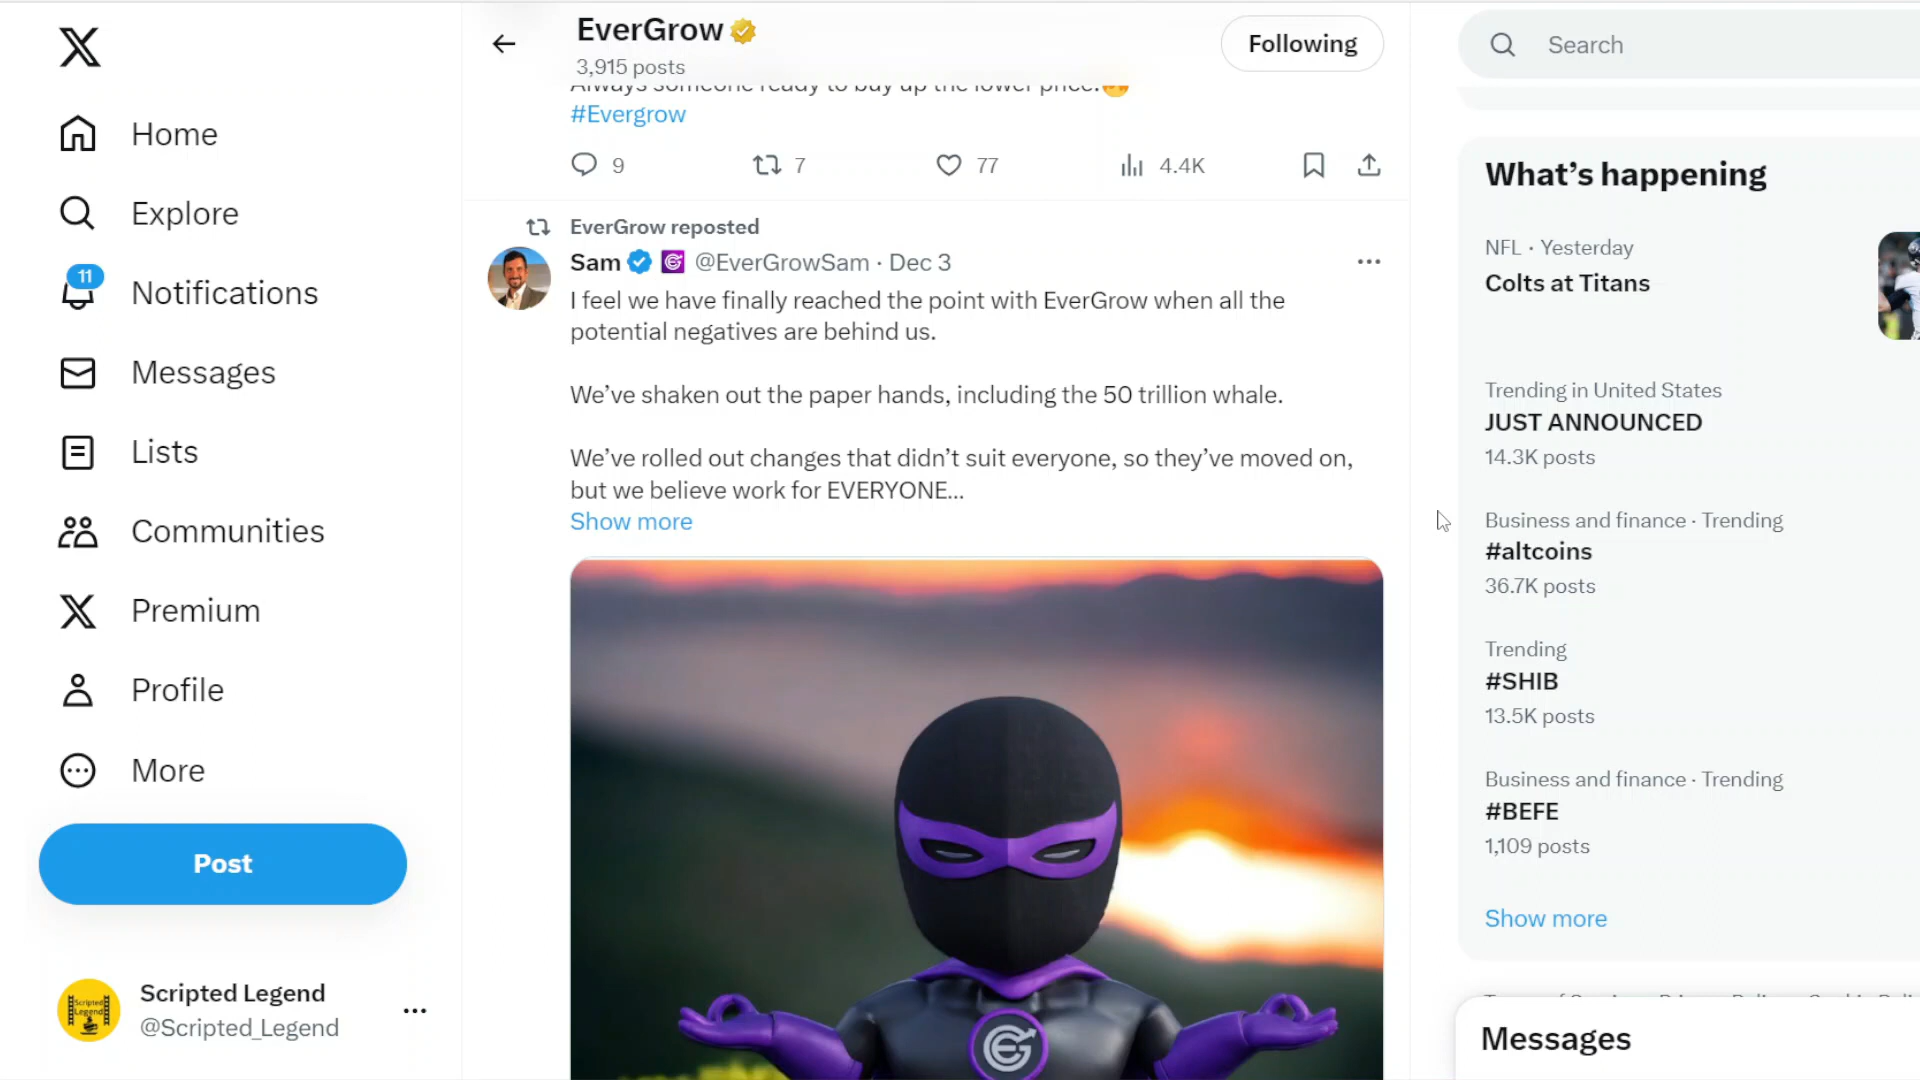 EverGrow
3,915 posts
Following
Search
Always someone ready to buy up the lower price.
#Evergrow
9
7
77
4.4K
Home
Explore
11
Notifications
Messages
Lists
Communities
Premium
Profile
More
Post
Scripted Legend
@Scripted_Legend
EverGrow reposted
Sam @EverGrowSam · Dec 3
I feel we have finally reached the point with EverGrow when all the
potential negatives are behind us.
We've shaken out the paper hands, including the 50 trillion whale.
We've rolled out changes that didn't suit everyone, so they've moved on,
but we believe work for EVERYONE...
Show more
What's happening
NFL · Yesterday
Colts at Titans
Trending in United States
JUST ANNOUNCED
14.3K posts
Business and finance · Trending
#altcoins
36.7K posts
Trending
#SHIB
13.5K posts
Business and finance · Trending
#BEFE
1,109 posts
Show more
Messages